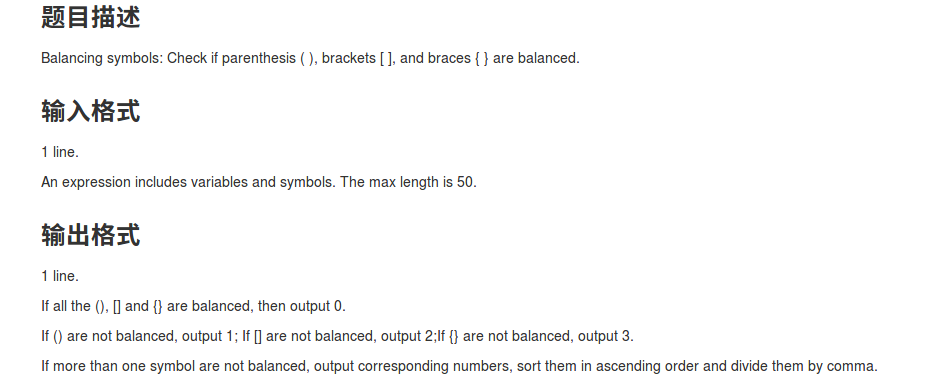 题目描述
Balancing symbols: Check if parenthesis ( ), brackets [ ], and braces { } are balanced.
输入格式
1 line.
An expression includes variables and symbols. The max length is 50.
输出格式
1 line.
If all the (), [] and {} are balanced, then output 0.
If () are not balanced, output 1; If [] are not balanced, output 2;If {} are not balanced, output 3.
If more than one symbol are not balanced, output corresponding numbers, sort them in ascending order and divide them by comma.